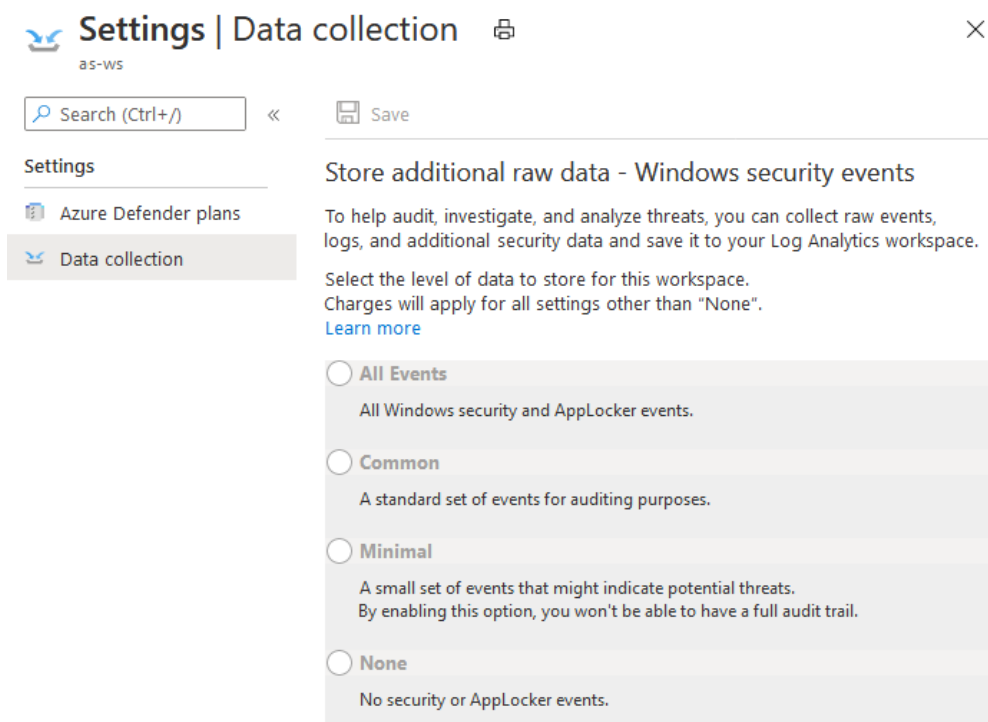 Settings | Data collection
as-ws
Search (Ctrl+/)
«
Save
Settings
Azure Defender plans
Data collection
Store additional raw data - Windows security events
To help audit, investigate, and analyze threats, you can collect raw events,
logs, and additional security data and save it to your Log Analytics workspace.
Select the level of data to store for this workspace.
Charges will apply for all settings other than “None”.
Learn more
All Events
All Windows security and AppLocker events.
Common
A standard set of events for auditing purposes.
Minimal
A small set of events that might indicate potential threats.
By enabling this option, you won't be able to have a full audit trail.
None
No security or AppLocker events.